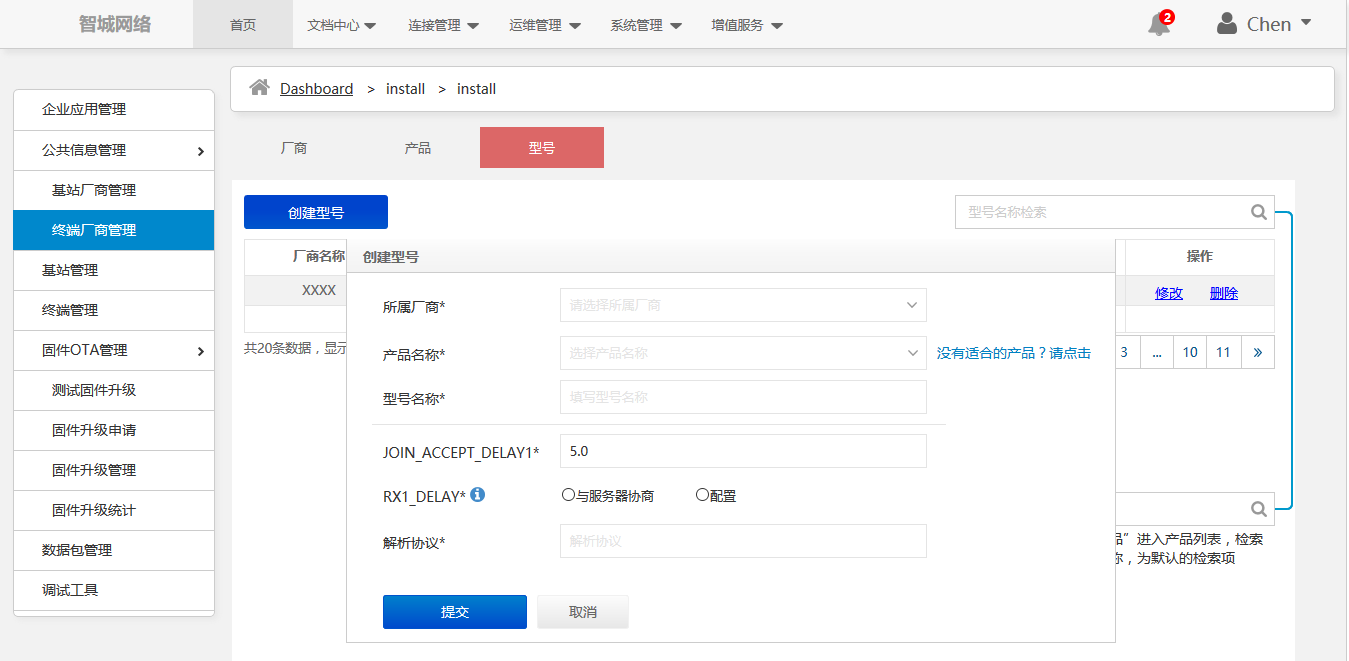 智城网络
首页
文档中心
连接管理
运维管理
系统管理
增值服务
2
Chen
Dashboard > install > install
企业应用管理
公共信息管理
基站厂商管理
终端厂商管理
基站管理
终端管理
固件OTA管理
测试固件升级
固件升级申请
固件升级管理
固件升级统计
数据包管理
调试工具
厂商
产品
型号
创建型号
型号名称检索
厂商名称
操作
XXXX
修改 删除
共20条数据，显示
3 ... 10 11 »
创建型号
所属厂商*
请选择所属厂商
产品名称*
选择产品名称
没有适合的产品？请点击
型号名称*
填写型号名称
JOIN_ACCEPT_DELAY1*
5.0
RX1_DELAY*
与服务器协商
配置
解析协议*
解析协议
提交
取消
品”进入产品列表，检索
称，为默认的检索项